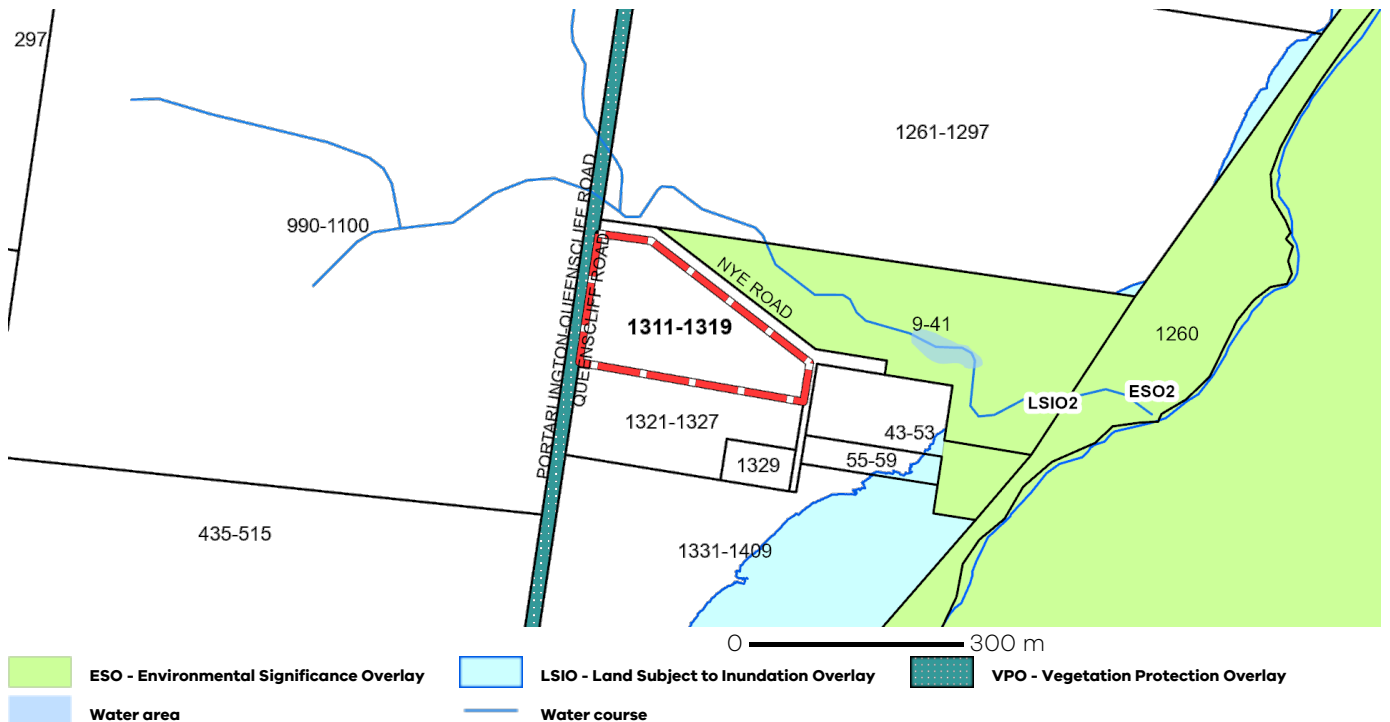 297
1261-1297
990-1100
PORTARLINGTON-QUEENSCLIFF ROAD
QUEENSCLIFF ROAD
NYE ROAD
1311-1319
9-41
1260
LSIO2
ESO2
1321-1327
43-53
1329
55-59
435-515
1331-1409
0 300 m
ESO - Environmental Significance Overlay
LSIO - Land Subject to Inundation Overlay
VPO - Vegetation Protection Overlay
Water area
Water course